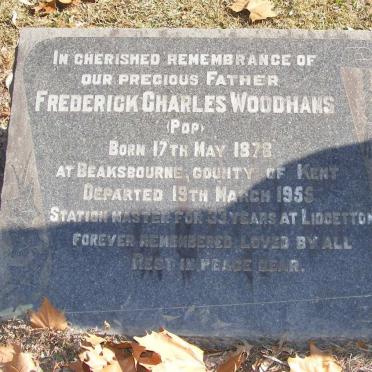 In cherished remembrance of
our precious Father
Frederick Charles Woodhams
(Pop)
Born 17th May 1878
at Beaksbourne, County of Kent
Departed 19th March 1955
Station master for 33 years at Lidgetton
forever remembered loved by all
Rest in peace dear.